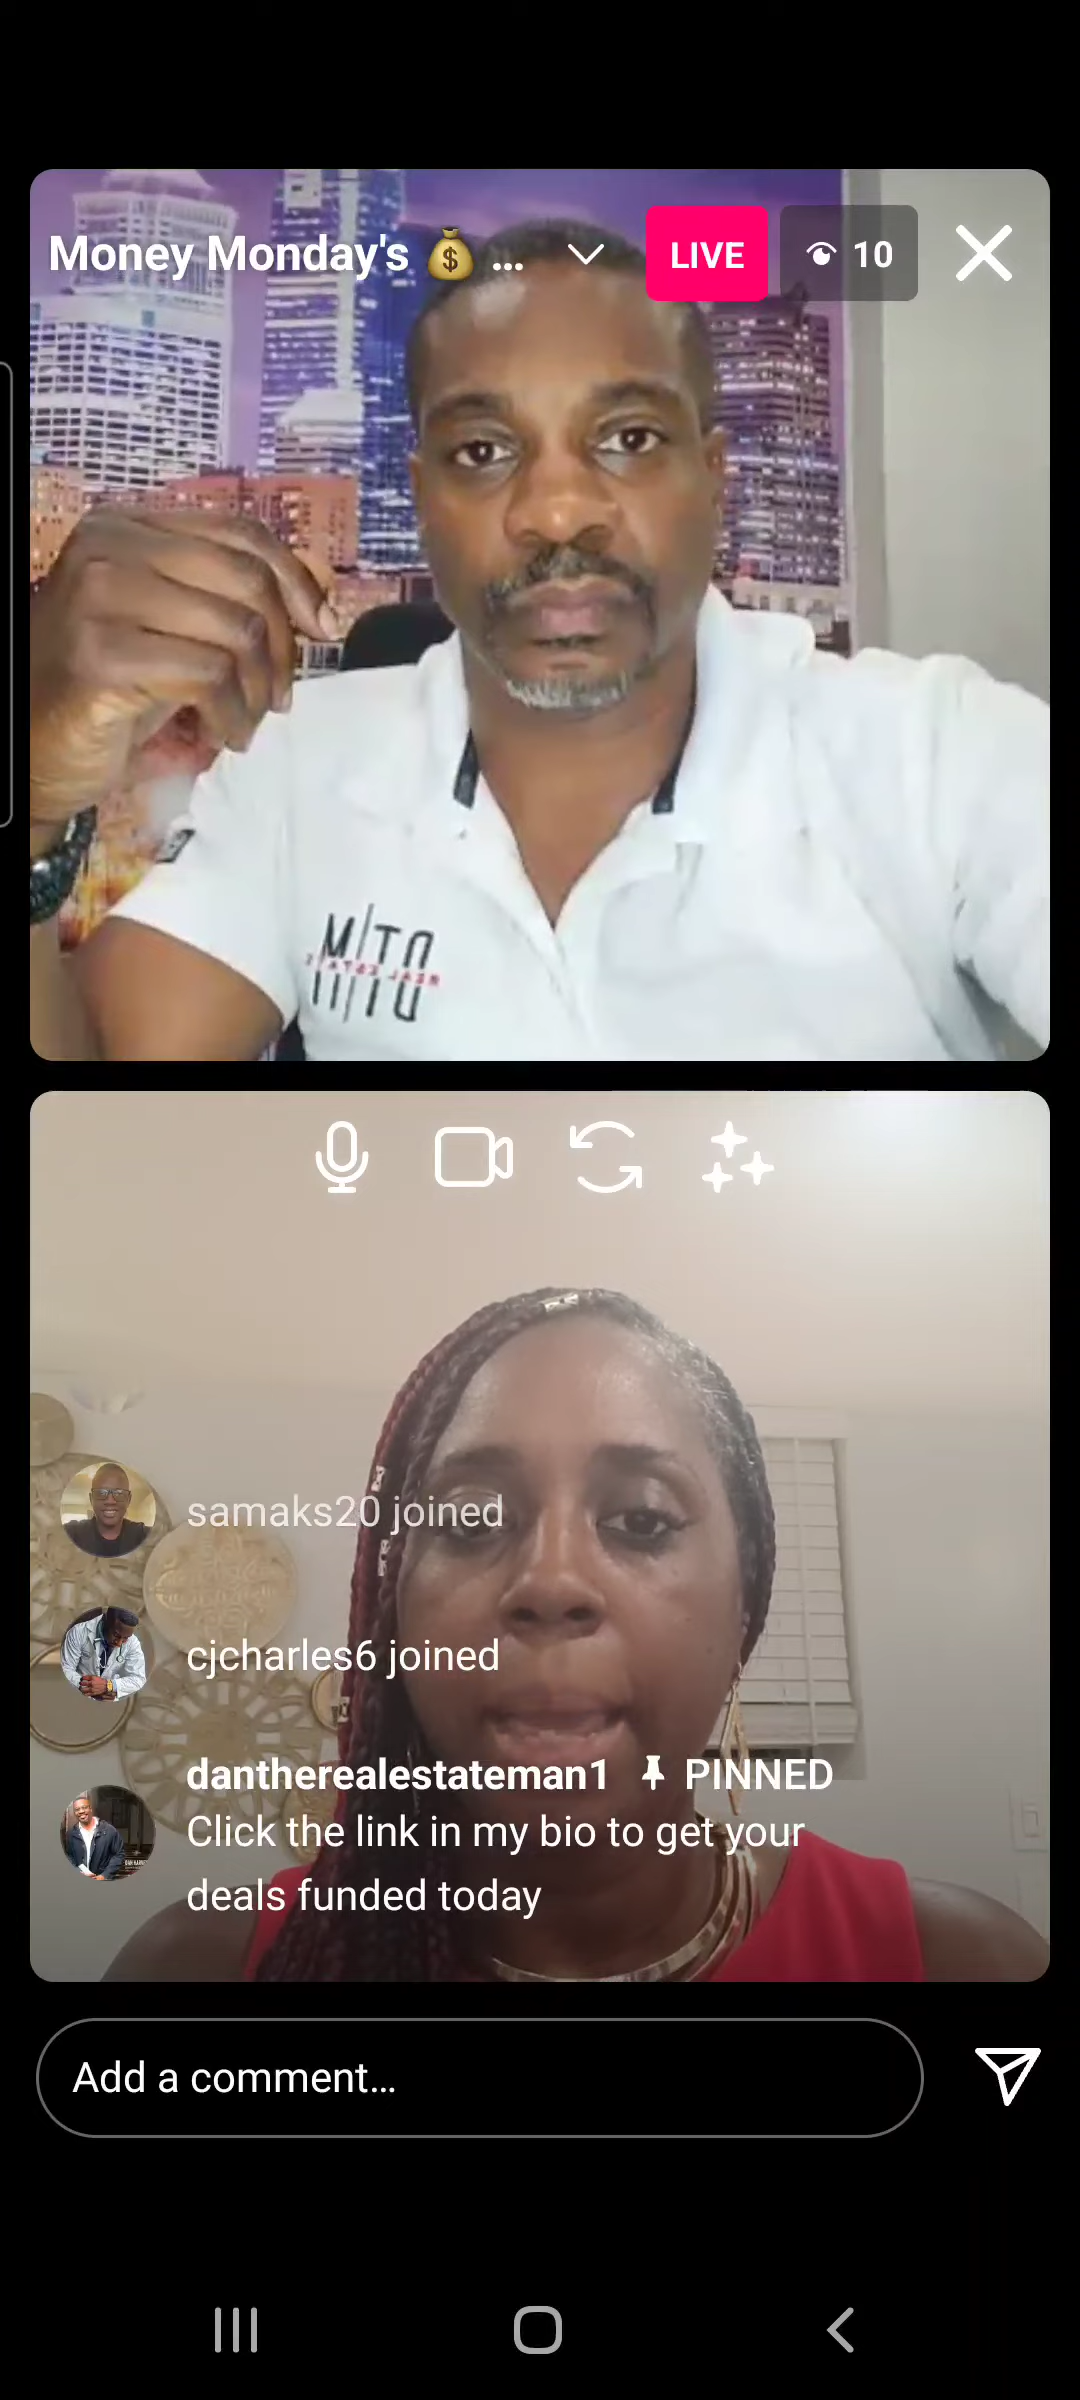 Money Monday's 💰 ...
LIVE
10
samaks20 joined
cjcharles6 joined
dantherealestateman1 PINNED
Click the link in my bio to get your
deals funded today
Add a comment...